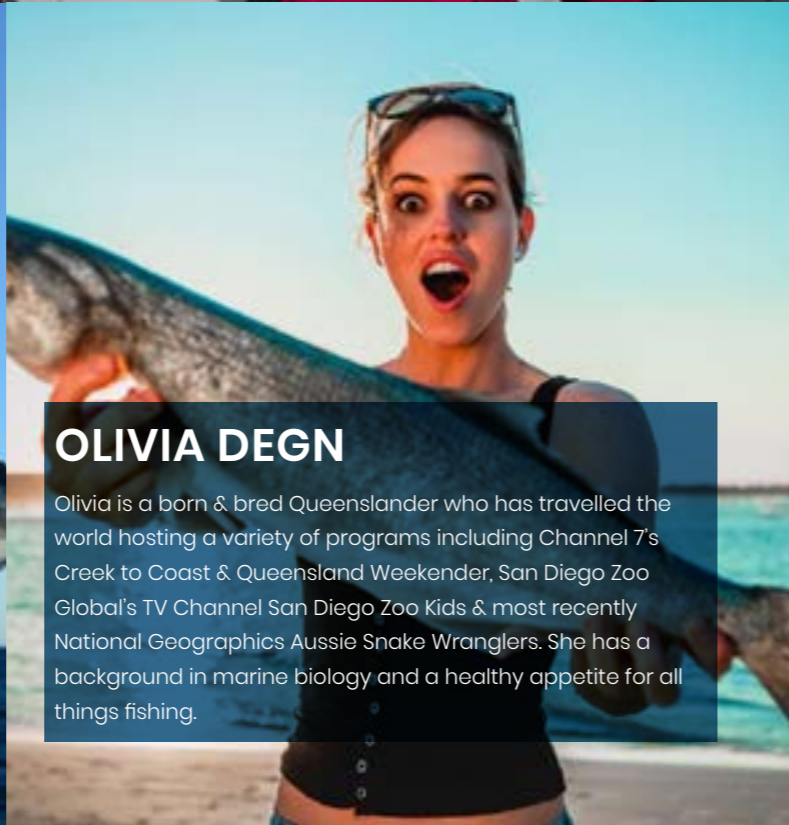 OLIVIA DEGN
Olivia is a born & bred Queenslander who has travelled the
world hosting a variety of programs including Channel 7's
Creek to Coast & Queensland Weekender, San Diego Zoo
Global's TV Channel San Diego Zoo Kids & most recently
National Geographics Aussie Snake Wranglers. She has a
background in marine biology and a healthy appetite for all
things fishing.